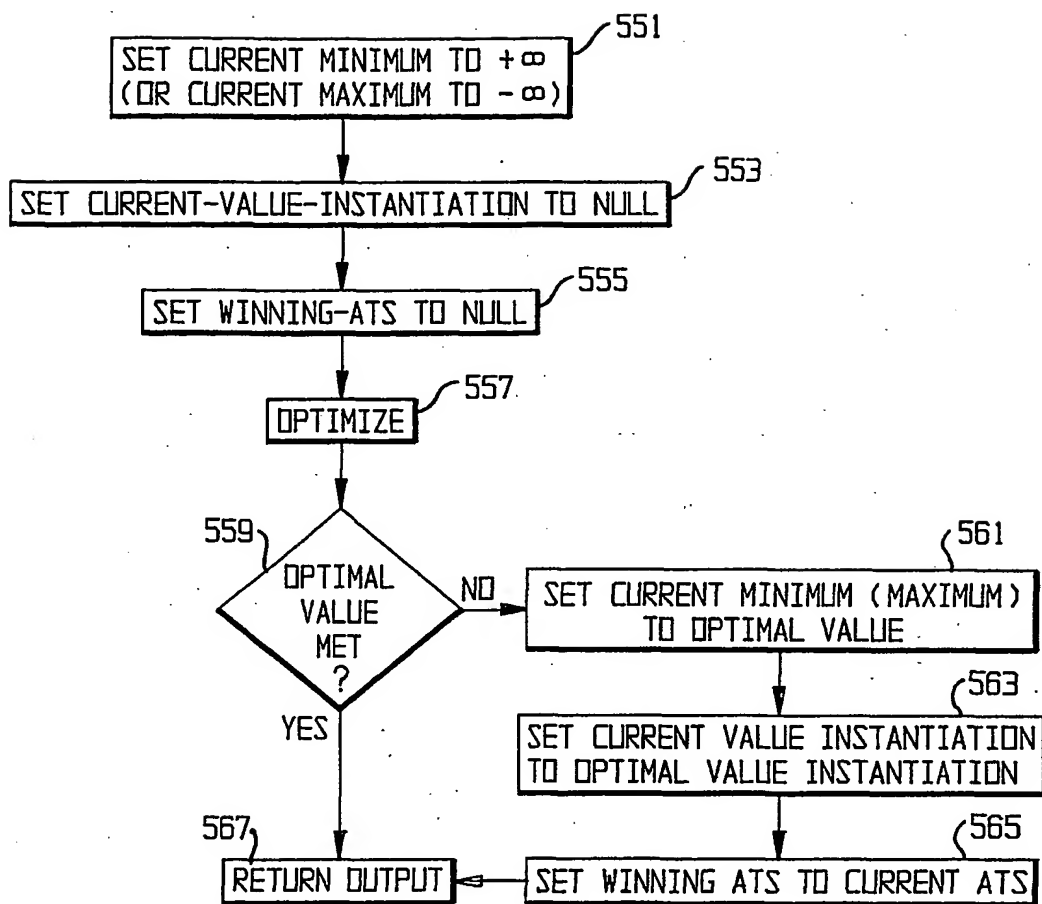 551
SET CURRENT MINIMUM TO +∞
(OR CURRENT MAXIMUM TO -∞)
553
SET CURRENT-VALUE-INSTANTIATION TO NULL
555
SET WINNING-ATS TO NULL
557
OPTIMIZE
559
OPTIMAL
VALUE
MET
?
NO
YES
561
SET CURRENT MINIMUM (MAXIMUM)
TO OPTIMAL VALUE
563
SET CURRENT VALUE INSTANTIATION
TO OPTIMAL VALUE INSTANTIATION
565
SET WINNING ATS TO CURRENT ATS
567
RETURN OUTPUT